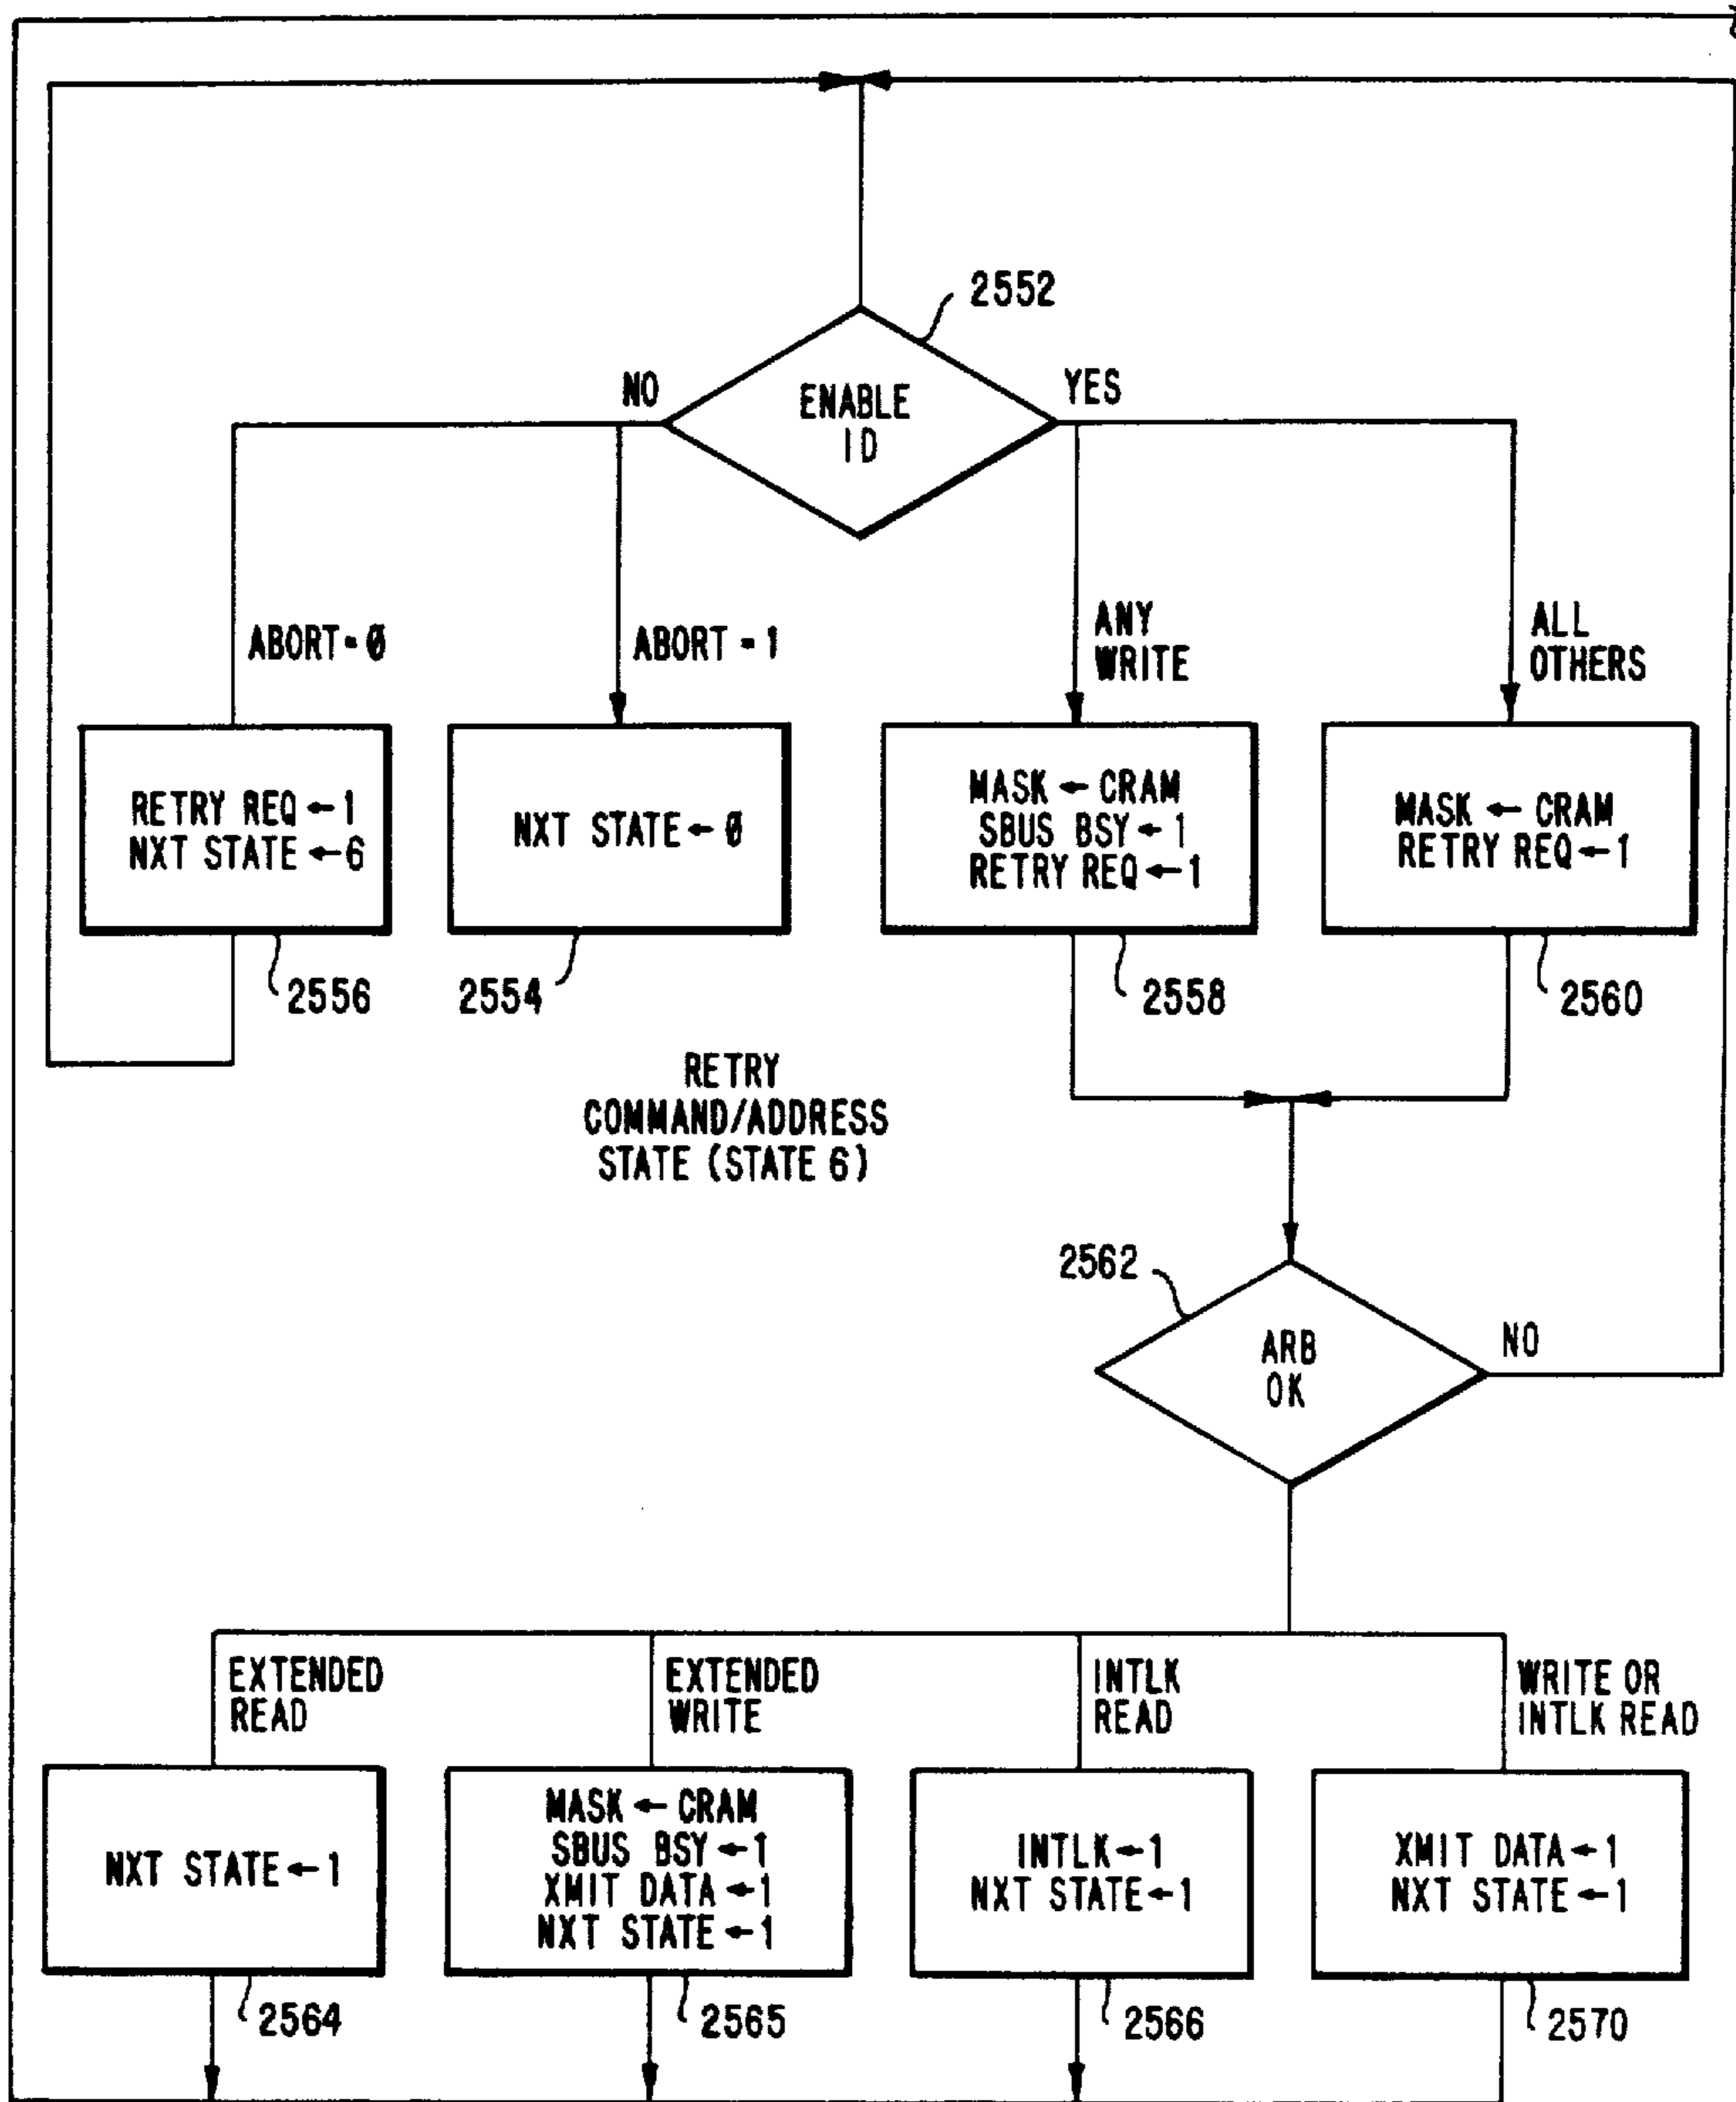 2552
NO
YES
ENABLE
ID
ABORT=Ø
ABORT=1
ANY
WRITE
ALL
OTHERS
RETRY REQ←1
NXT STATE←6
NXT STATE←Ø
MASK←CRAM
SBUS BSY←1
RETRY REQ←1
MASK←CRAM
RETRY REQ←1
2556
2554
2558
2560
RETRY
COMMAND/ADDRESS
STATE (STATE 6)
2562
ARB
OK
NO
EXTENDED
READ
EXTENDED
WRITE
INTLK
READ
WRITE OR
INTLK READ
NXT STATE←1
MASK←CRAM
SBUS BSY←1
XMIT DATA←1
NXT STATE←1
INTLK←1
NXT STATE←1
XMIT DATA←1
NXT STATE←1
2564
2565
2566
2570